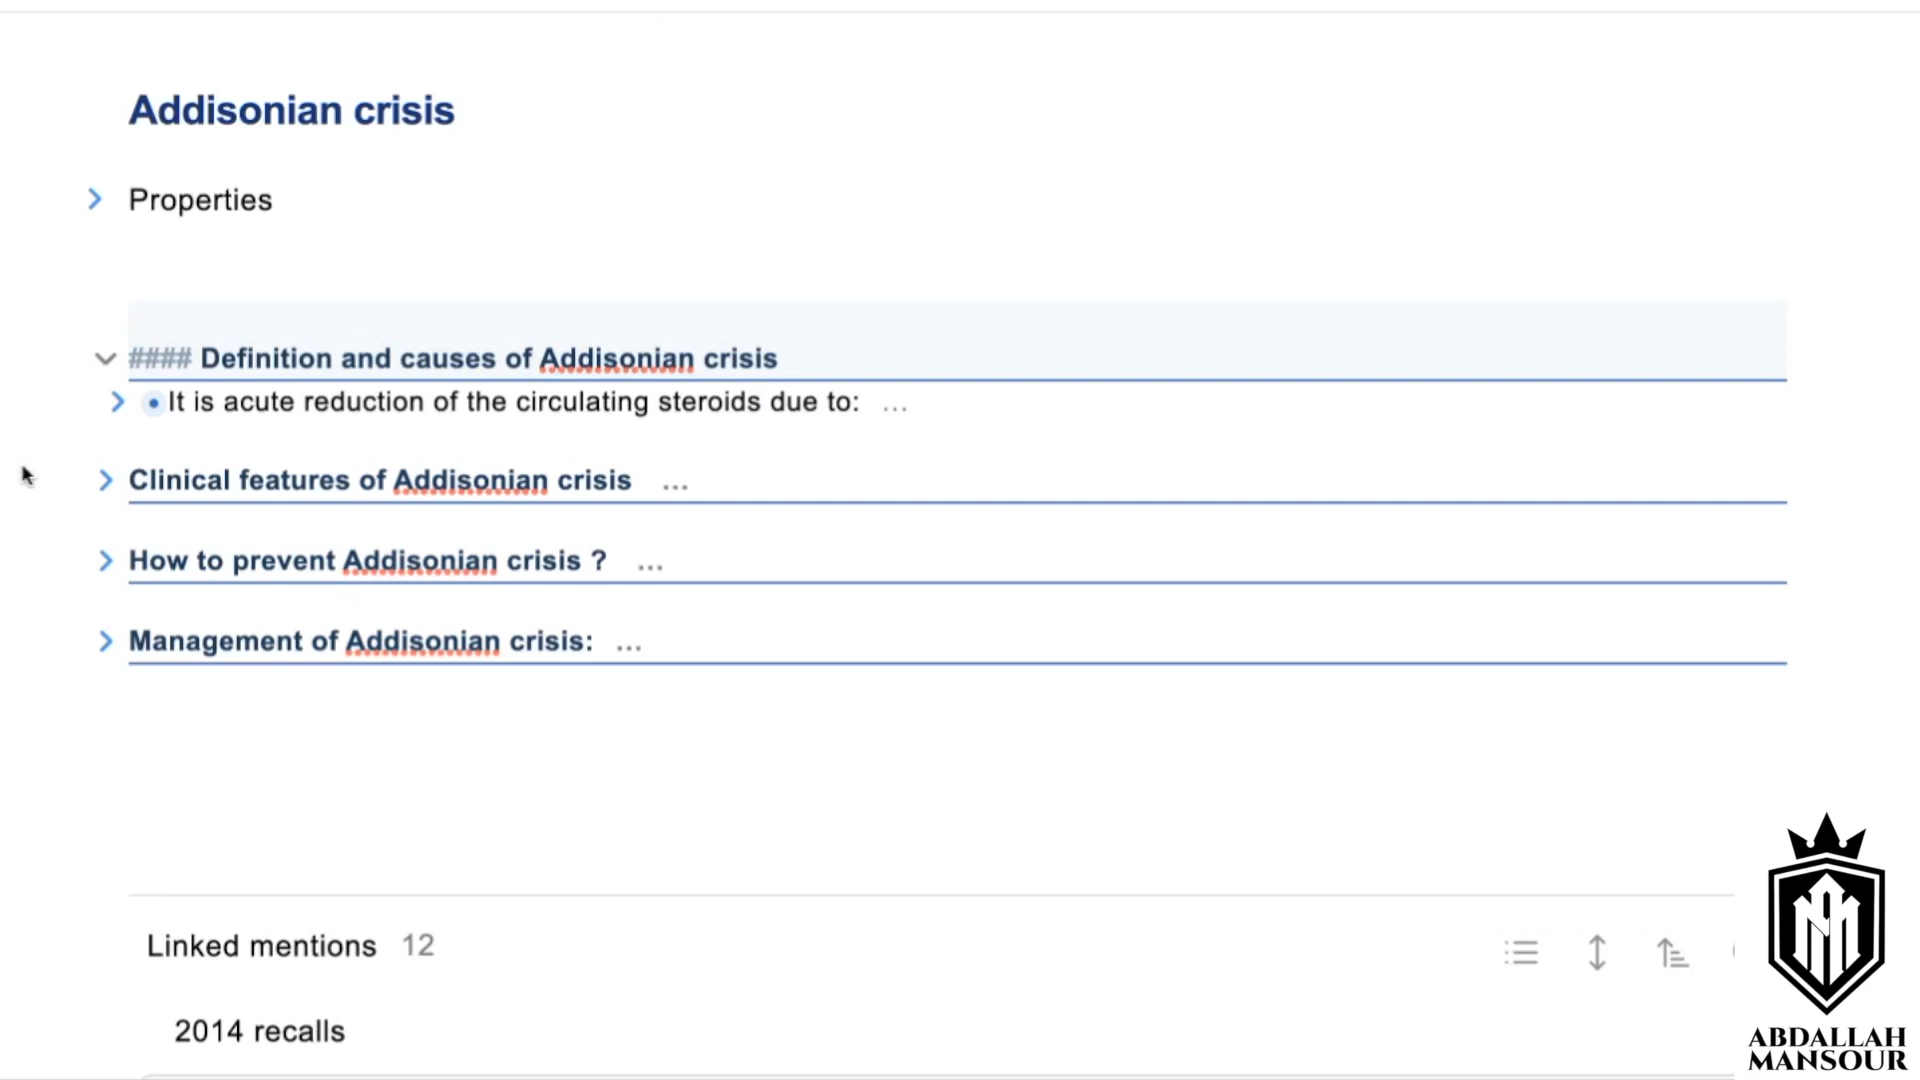 Addisonian crisis
Properties
#### Definition and causes of Addisonian crisis
It is acute reduction of the circulating steroids due to: ...
Clinical features of Addisonian crisis ...
How to prevent Addisonian crisis ? ...
Management of Addisonian crisis: ...
Linked mentions 12
2014 recalls
ABDALLAH
MANSOUR